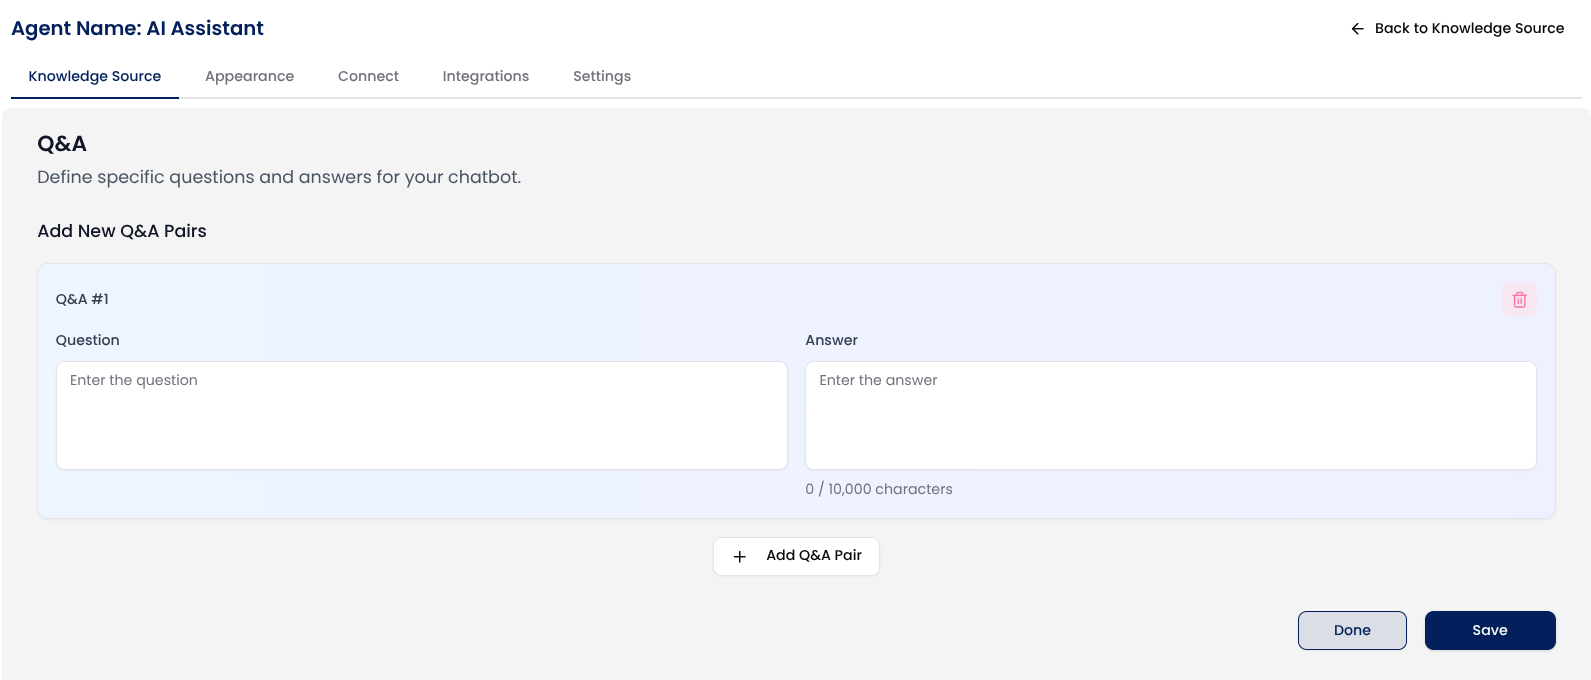 Agent Name: AI Assistant
Back to Knowledge Source
Knowledge Source
Appearance
Connect
Integrations
Settings
Q&A
Define specific questions and answers for your chatbot.
Add New Q&A Pairs
Q&A #1
Question
Answer
Enter the question
Enter the answer
0 / 10,000 characters
Add Q&A Pair
Done
Save